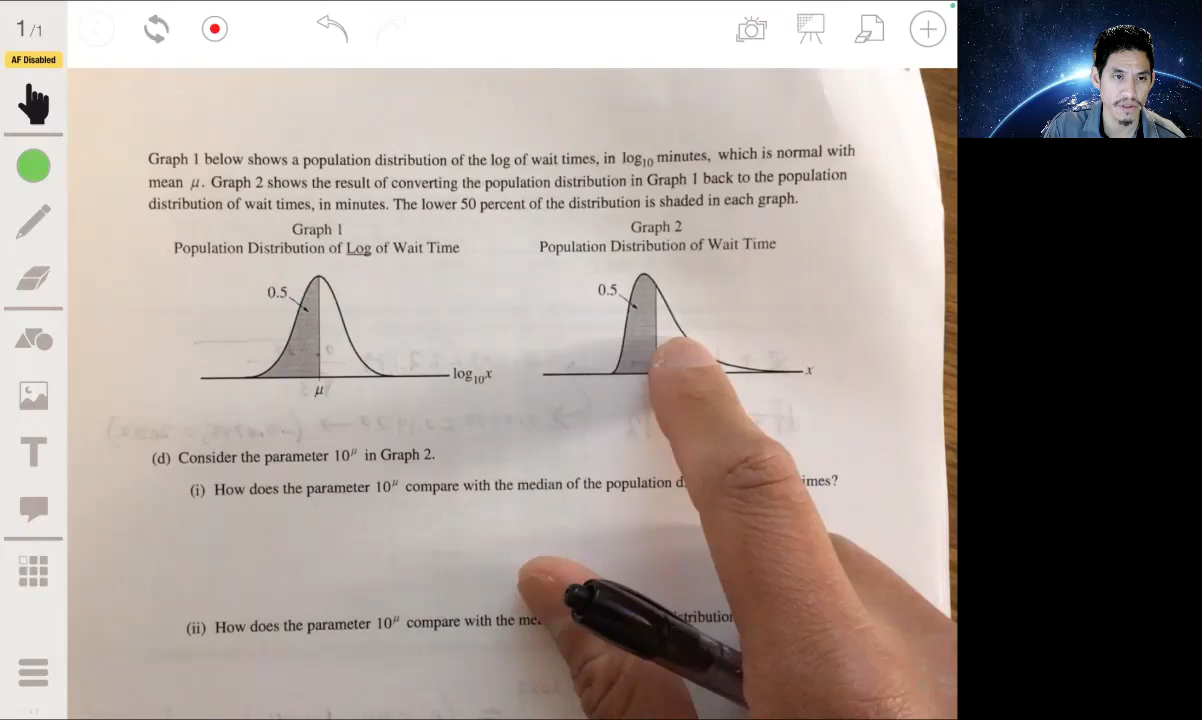 1/1
AF Disabled
T
Graph 1 below shows a population distribution of the log of wait times, in log₁₀ minutes, which is normal with
mean μ. Graph 2 shows the result of converting the population distribution in Graph 1 back to the population
distribution of wait times, in minutes. The lower 50 percent of the distribution is shaded in each graph.
Graph 1
Population Distribution of Log of Wait Time
Graph 2
Population Distribution of Wait Time
0.5
0.5
log₁₀x
x
μ
(d) Consider the parameter 10^μ in Graph 2.
(i) How does the parameter 10^μ compare with the median of the population
(ii) How does the parameter 10^μ compare with the